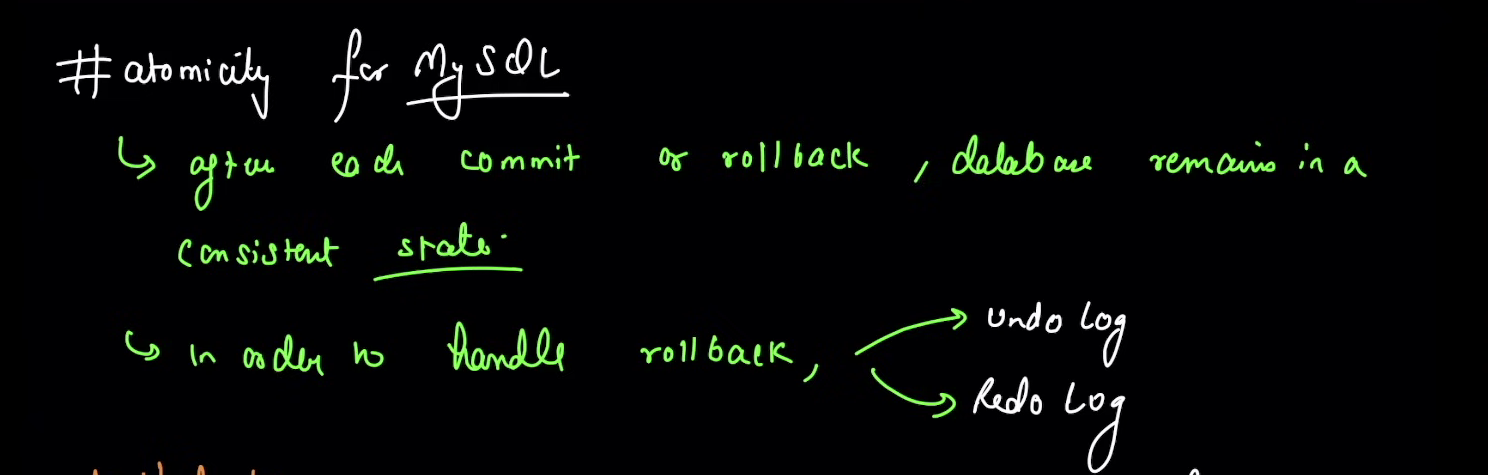 # atomicity for MySQL
↳ after each commit or rollback, database remains in a
consistent state.
↳ in order to handle rollback, → Undo Log
→ Redo Log